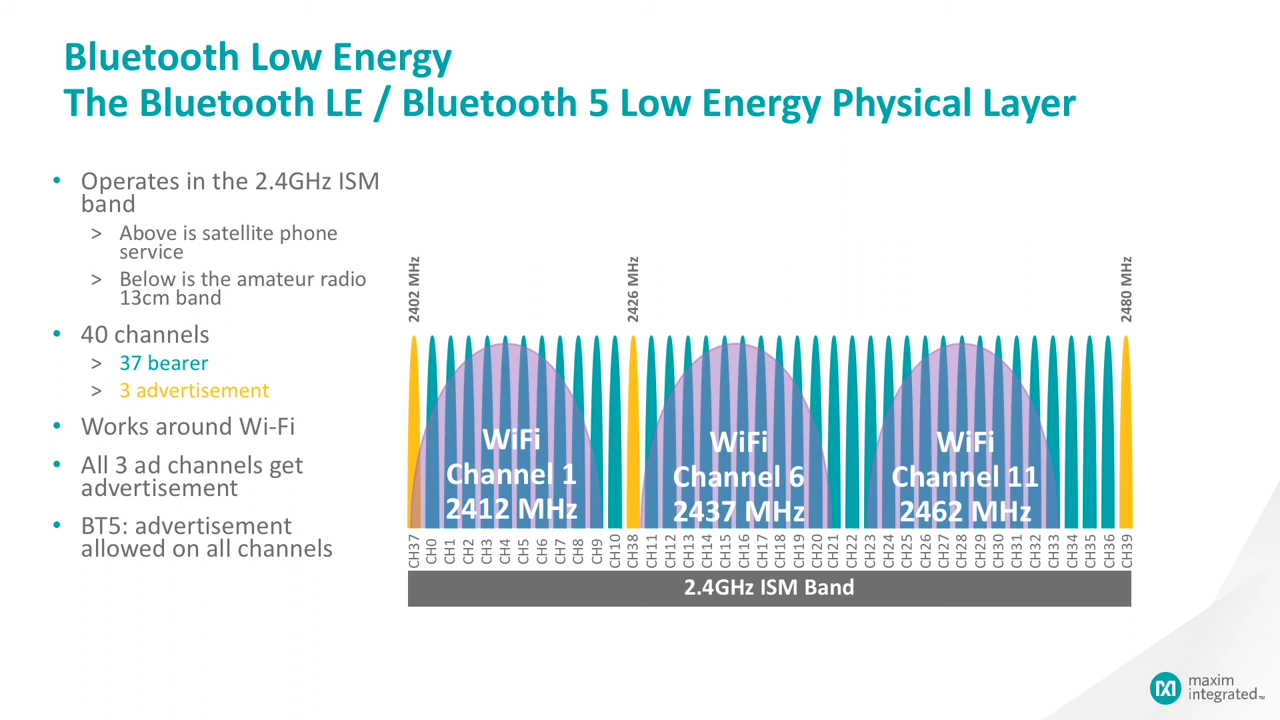 Bluetooth Low Energy
The Bluetooth LE / Bluetooth 5 Low Energy Physical Layer
• Operates in the 2.4GHz ISM
band
> Above is satellite phone
service
> Below is the amateur radio
13cm band
• 40 channels
> 37 bearer
> 3 advertisement
• Works around Wi-Fi
• All 3 ad channels get
advertisement
• BT5: advertisement
allowed on all channels
2402 MHz
2426 MHz
2480 MHz
WiFi
Channel 1
2412 MHz
WiFi
Channel 6
2437 MHz
WiFi
Channel 11
2462 MHz
CH37
CH0
CH1
CH2
CH3
CH4
CH5
CH6
CH7
CH8
CH9
CH10
CH38
CH11
CH12
CH13
CH14
CH15
CH16
CH17
CH18
CH19
CH20
CH21
CH22
CH23
CH24
CH25
CH26
CH27
CH28
CH29
CH30
CH31
CH32
CH33
CH34
CH35
CH36
CH39
2.4GHz ISM Band
maxim
integrated™